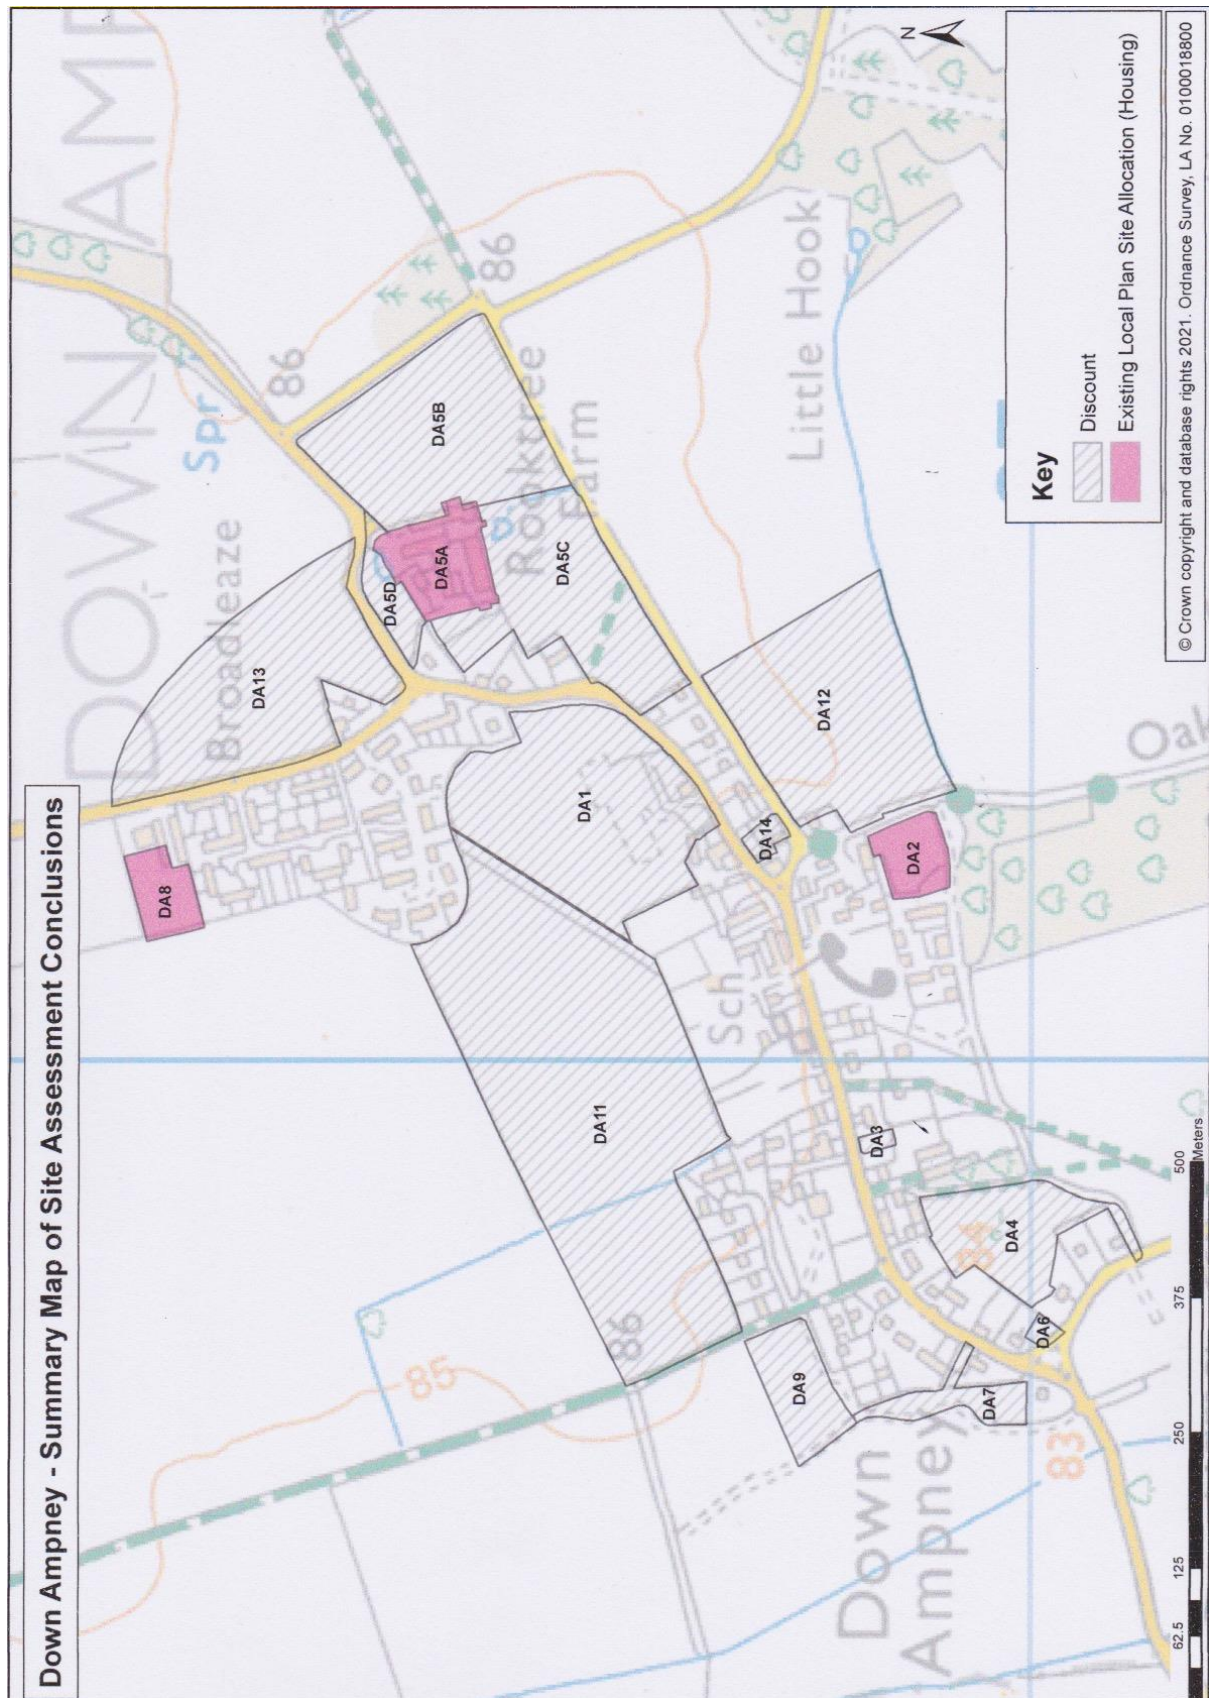 Down Ampney - Summary Map of Site Assessment Conclusions
DOWN AMP
Spr
86
Broadleaze
DA13
DA8
DA5B
86
DA5D
DA5A
Rooktree
Farm
DA5C
DA1
DA11
Little Hook
DA12
DA14
DA2
Oak
Sch
DA3
85
86
DA9
84
DA4
DA6
DA7
83
Down
Ampney
N
Key
Discount
Existing Local Plan Site Allocation (Housing)
62.5
125
250
375
500
Meters
© Crown copyright and database rights 2021. Ordnance Survey, LA No. 0100018800